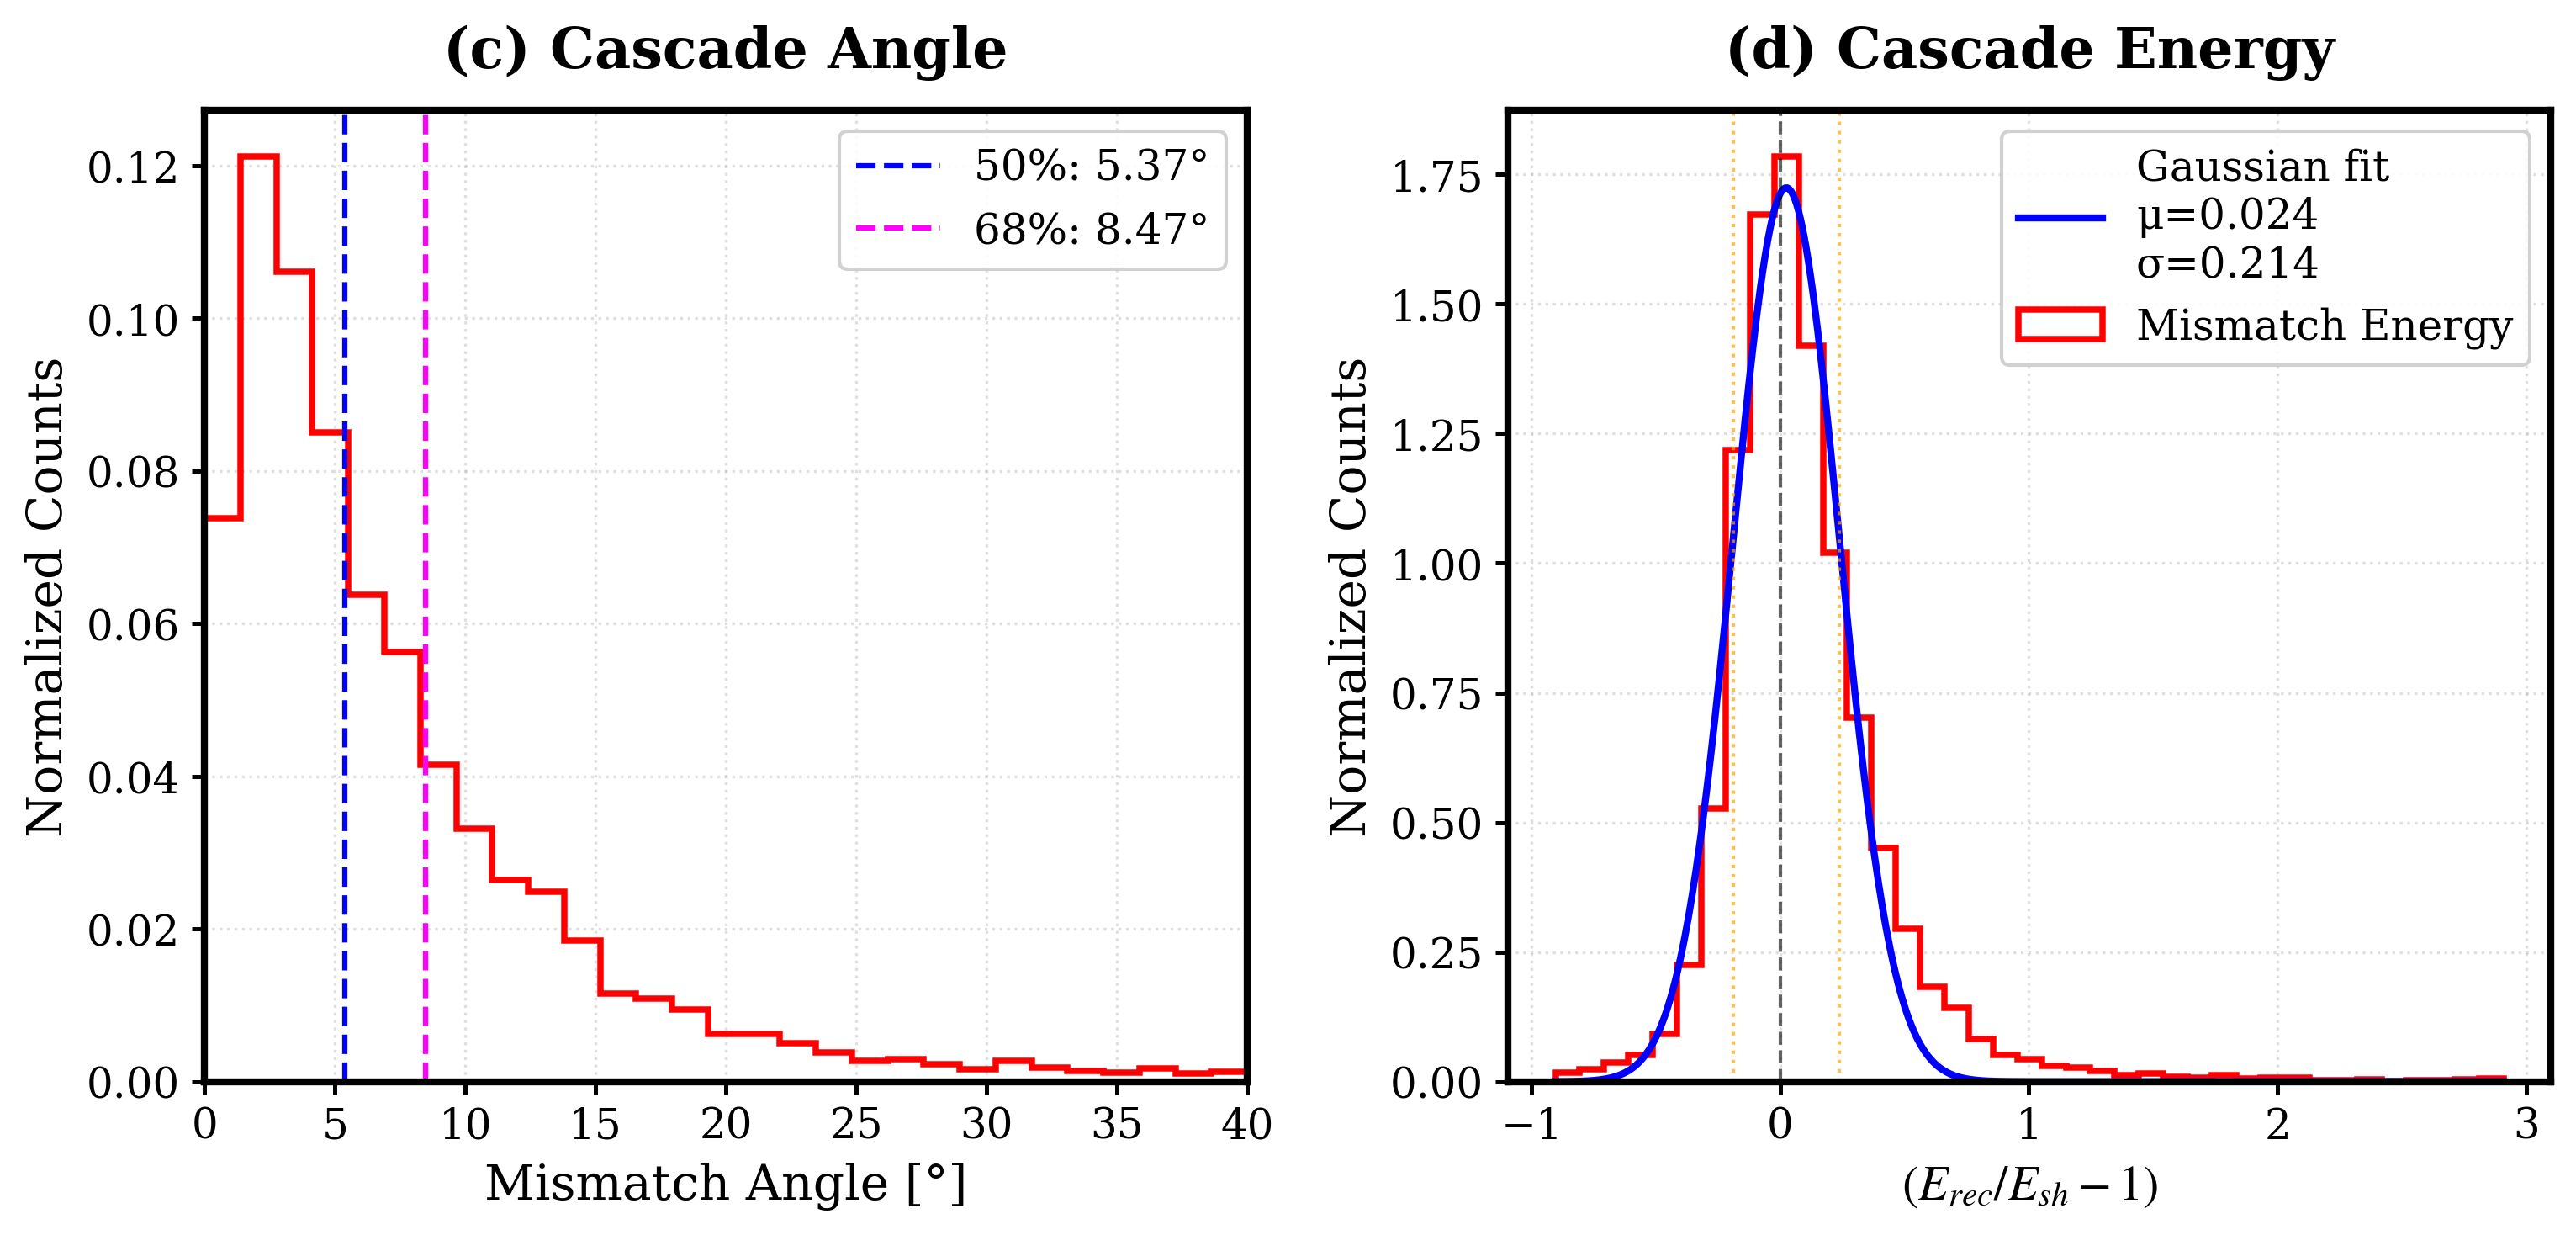 (c) Cascade Angle
0.12
0.10
0.08
0.06
0.04
0.02
0.00
Normalized Counts
50%: 5.37°
68%: 8.47°
0 5 10 15 20 25 30 35 40
Mismatch Angle [°]
(d) Cascade Energy
1.75
1.50
1.25
1.00
0.75
0.50
0.25
0.00
Normalized Counts
Gaussian fit
μ=0.024
σ=0.214
Mismatch Energy
−1 0 1 2 3
(E_rec/E_sh − 1)